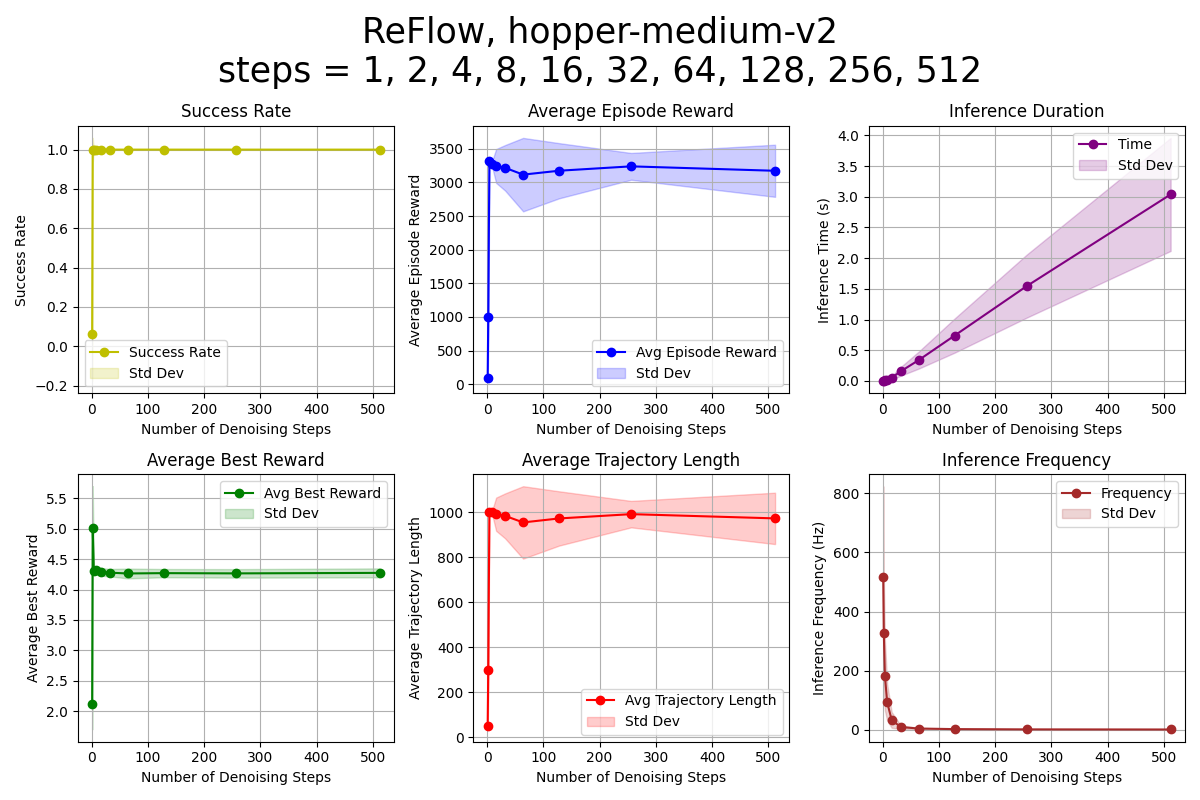 ReFlow, hopper-medium-v2
steps = 1, 2, 4, 8, 16, 32, 64, 128, 256, 512
Success Rate
Success Rate
1.0
0.8
0.6
0.4
0.2
0.0
−0.2
Success Rate
Std Dev
0 100 200 300 400 500
Number of Denoising Steps
Average Episode Reward
Average Episode Reward
3500
3000
2500
2000
1500
1000
500
0
Avg Episode Reward
Std Dev
0 100 200 300 400 500
Number of Denoising Steps
Inference Duration
Inference Time (s)
4.0
3.5
3.0
2.5
2.0
1.5
1.0
0.5
0.0
Time
Std Dev
0 100 200 300 400 500
Number of Denoising Steps
Average Best Reward
Average Best Reward
5.5
5.0
4.5
4.0
3.5
3.0
2.5
2.0
Avg Best Reward
Std Dev
0 100 200 300 400 500
Number of Denoising Steps
Average Trajectory Length
Average Trajectory Length
1000
800
600
400
200
0
Avg Trajectory Length
Std Dev
0 100 200 300 400 500
Number of Denoising Steps
Inference Frequency
Inference Frequency (Hz)
800
600
400
200
0
Frequency
Std Dev
0 100 200 300 400 500
Number of Denoising Steps